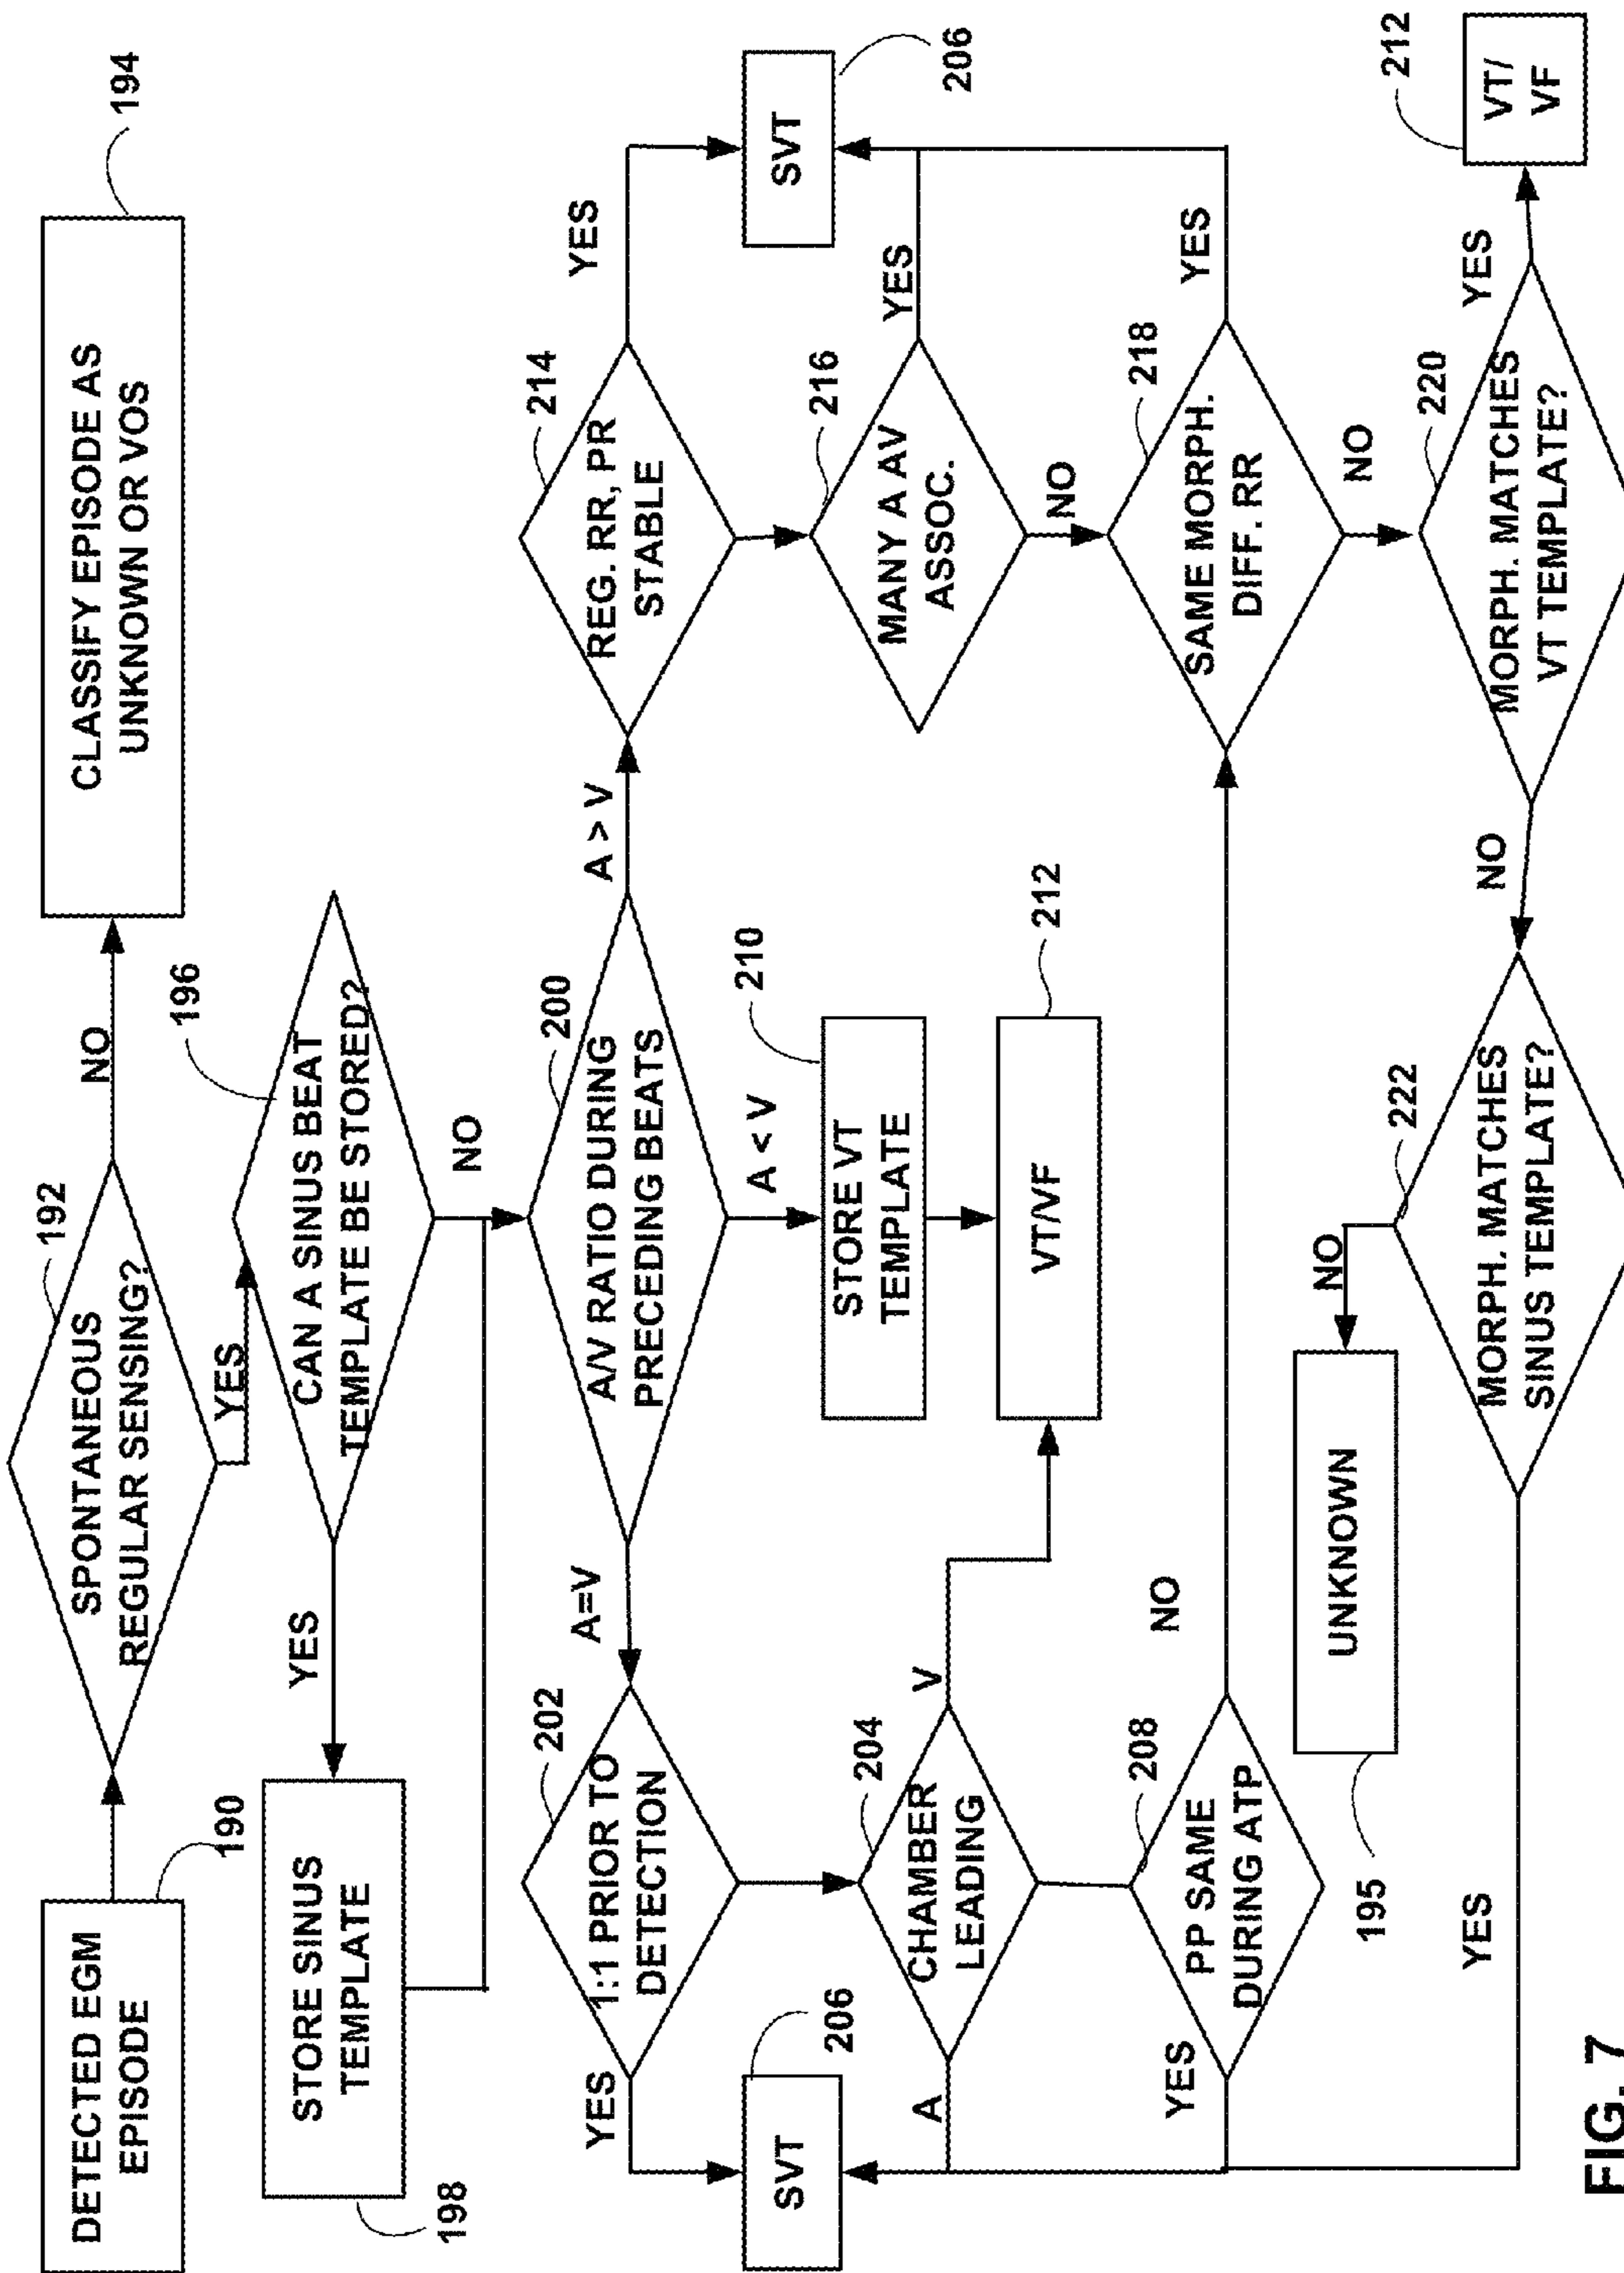 DETECTED EGM
EPISODE
190
SPONTANEOUS
REGULAR SENSING?
192
NO
CLASSIFY EPISODE AS
UNKNOWN OR VOS
194
YES
CAN A SINUS BEAT
TEMPLATE BE STORED?
196
YES
STORE SINUS
TEMPLATE
198
NO
A/V RATIO DURING
PRECEDING BEATS
200
A=V
A < V
A > V
1:1 PRIOR TO
DETECTION
202
YES
SVT
206
CHAMBER
LEADING
204
A
V
PP SAME
DURING ATP
208
YES
NO
STORE VT
TEMPLATE
210
VT/VF
212
REG. RR, PR
STABLE
214
YES
SVT
206
MANY A AV
ASSOC.
216
YES
NO
SAME MORPH.
DIFF. RR
218
YES
NO
MORPH. MATCHES
VT TEMPLATE?
220
YES
VT/
VF
212
NO
MORPH. MATCHES
SINUS TEMPLATE?
222
NO
UNKNOWN
195
YES
FIG. 7